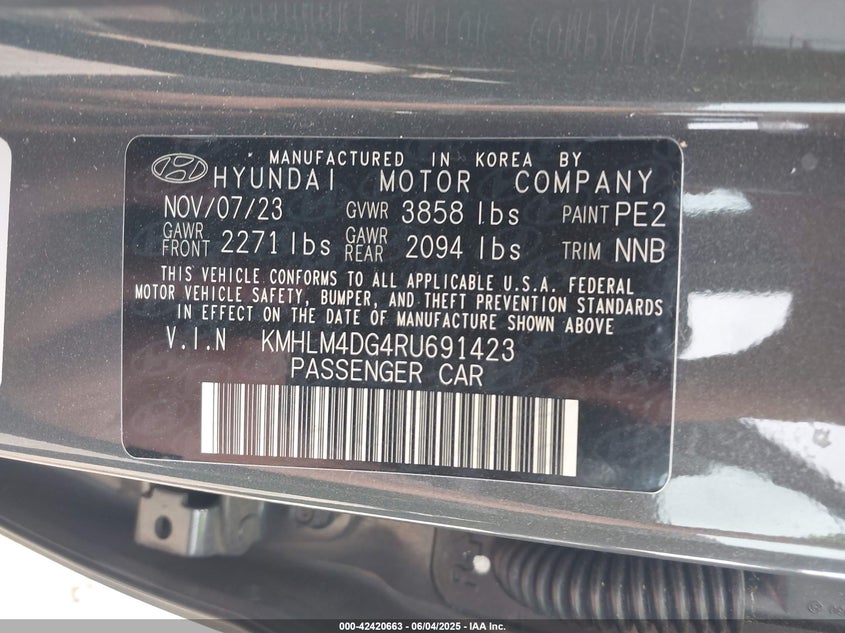 MANUFACTURED IN KOREA BY
HYUNDAI MOTOR COMPANY
NOV/07/23 GVWR 3858 lbs PAINT PE2
GAWR FRONT 2271 lbs GAWR REAR 2094 lbs TRIM NNB
THIS VEHICLE CONFORMS TO ALL APPLICABLE U.S.A. FEDERAL
MOTOR VEHICLE SAFETY, BUMPER, AND THEFT PREVENTION STANDARDS
IN EFFECT ON THE DATE OF MANUFACTURE SHOWN ABOVE
V.I.N KMHLM4DG4RU691423
PASSENGER CAR
000-42420663 - 06/04/2025 - IAA Inc.